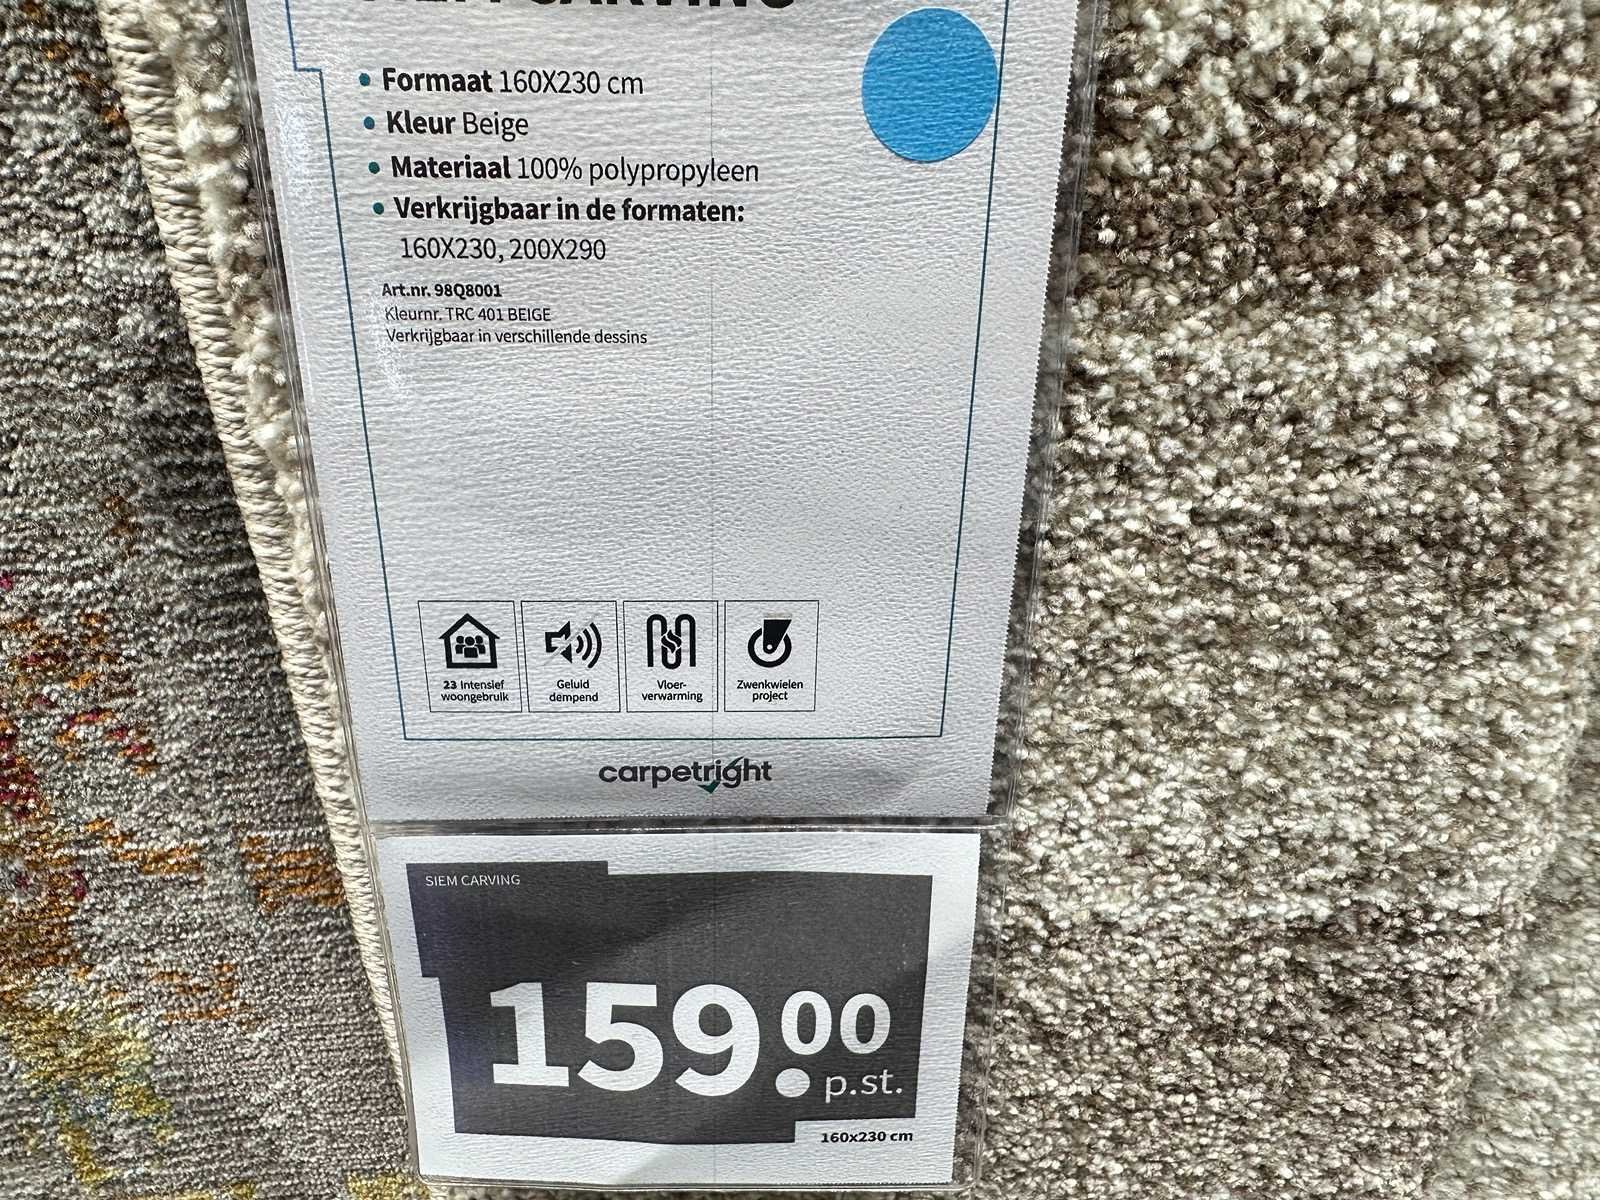 SIEM CARVING
• Formaat 160X230 cm
• Kleur Beige
• Materiaal 100% polypropyleen
• Verkrijgbaar in de formaten:
160X230, 200X290
Art.nr. 98Q8001
Kleurnr. TRC 401 BEIGE
Verkrijgbaar in verschillende dessins
23 Intensief
woongebruik
Geluid
dempend
Vloer-
verwarming
Zwenkwielen
project
carpetright
SIEM CARVING
159.00
p.st.
160x230 cm